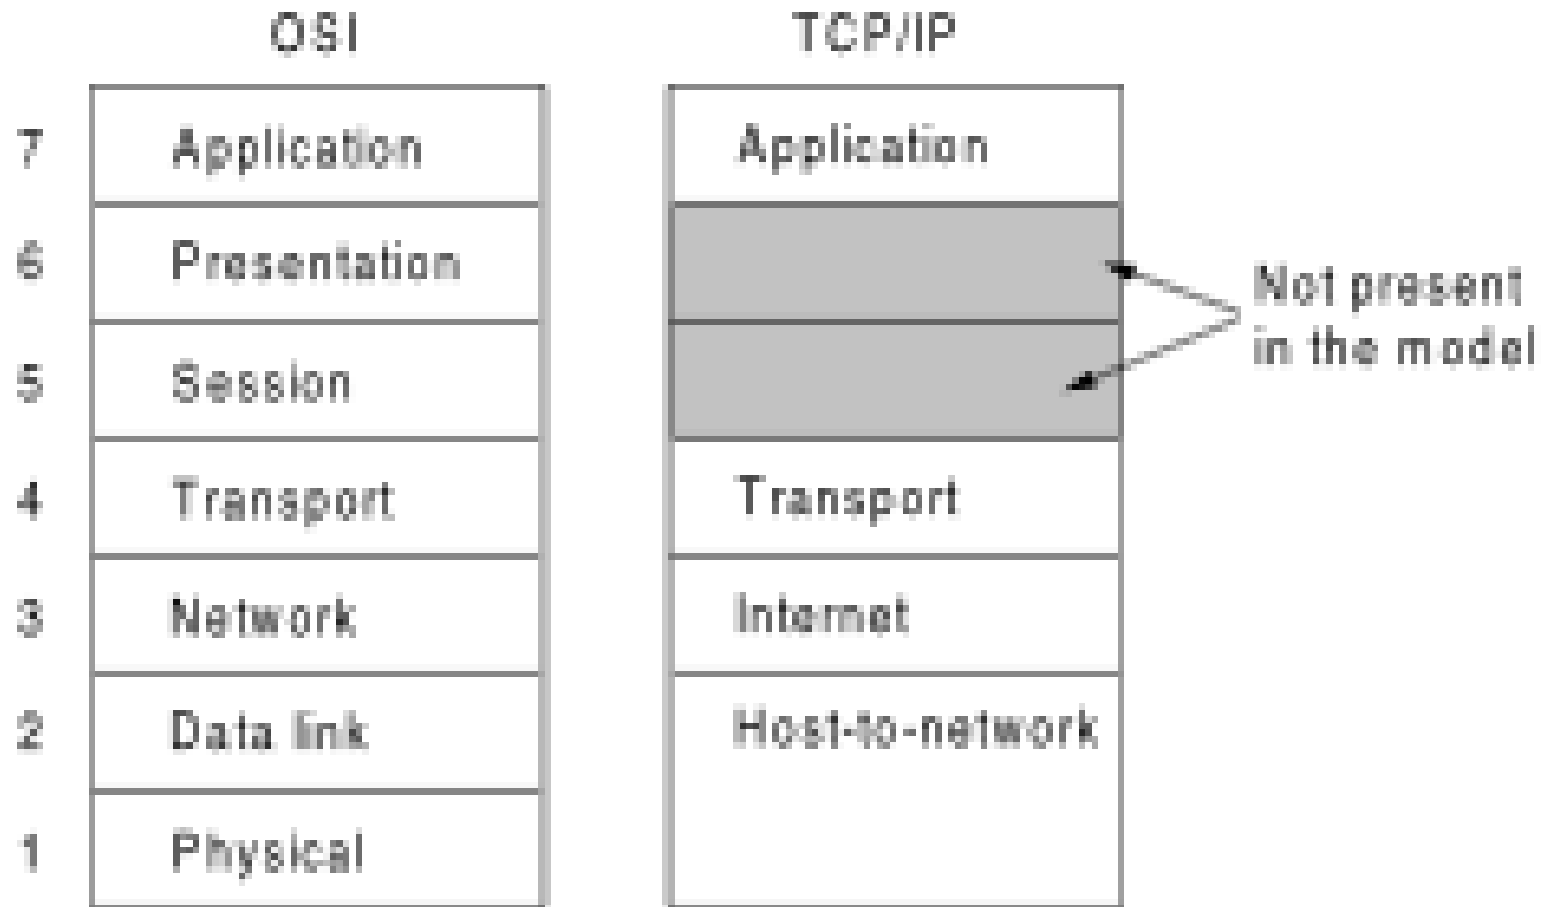 OSI TCP/IP
7 Application Application
6 Presentation
Not present
in the model
5 Session
4 Transport Transport
3 Network Internet
2 Data link Host-to-network
1 Physical